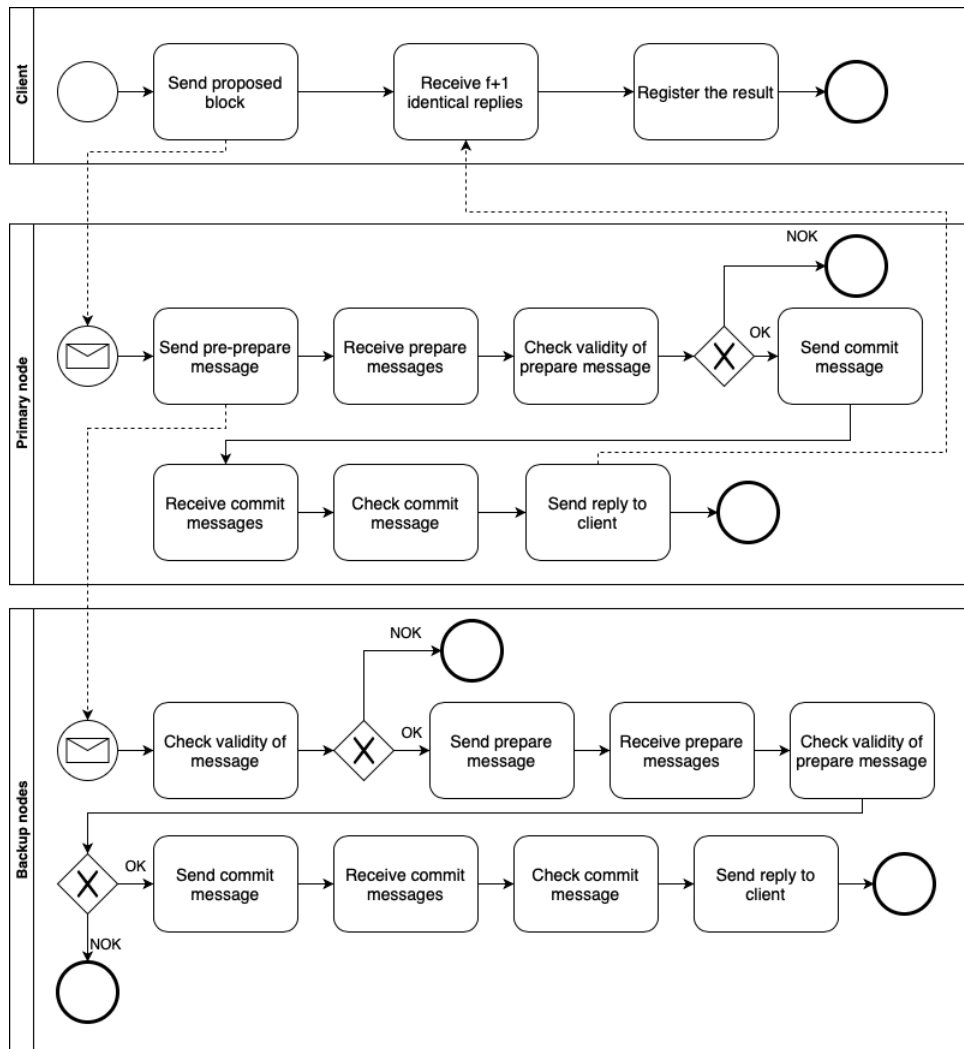 Client
Send proposed
block
Receive f+1
identical replies
Register the result
Primary node
NOK
Send pre-prepare
message
Receive prepare
messages
Check validity of
prepare message
OK
Send commit
message
Receive commit
messages
Check commit
message
Send reply to
client
Backup nodes
NOK
Check validity of
message
OK
Send prepare
message
Receive prepare
messages
Check validity of
prepare message
OK
Send commit
message
Receive commit
messages
Check commit
message
Send reply to
client
NOK